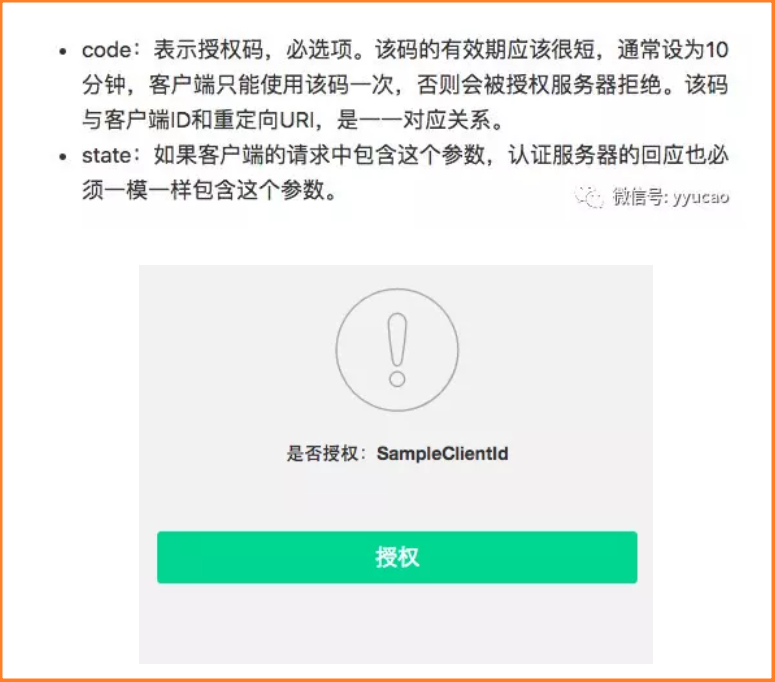 • code：表示授权码，必选项。该码的有效期应该很短，通常设为10
分钟，客户端只能使用该码一次，否则会被授权服务器拒绝。该码
与客户端ID和重定向URI，是一一对应关系。
• state：如果客户端的请求中包含这个参数，认证服务器的回应也必
须一模一样包含这个参数。
微信号: yyucao
是否授权：SampleClientId
授权